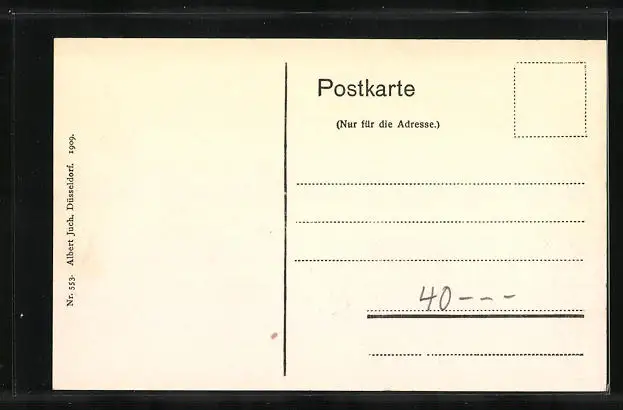 Nr. 553. Albert Juch, Düsseldorf. 1909.
Postkarte
(Nur für die Adresse.)
40---